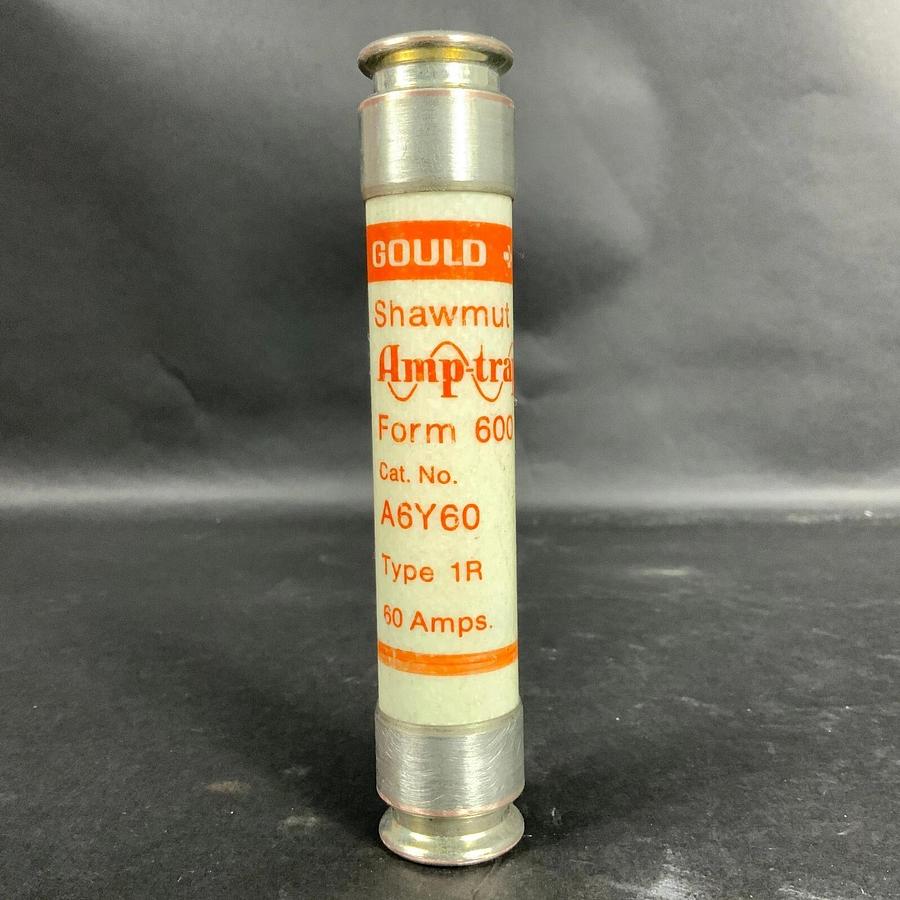 GOULD
Shawmut
Amp-tra
Form 600
Cat. No.
A6Y60
Type 1R
60 Amps.